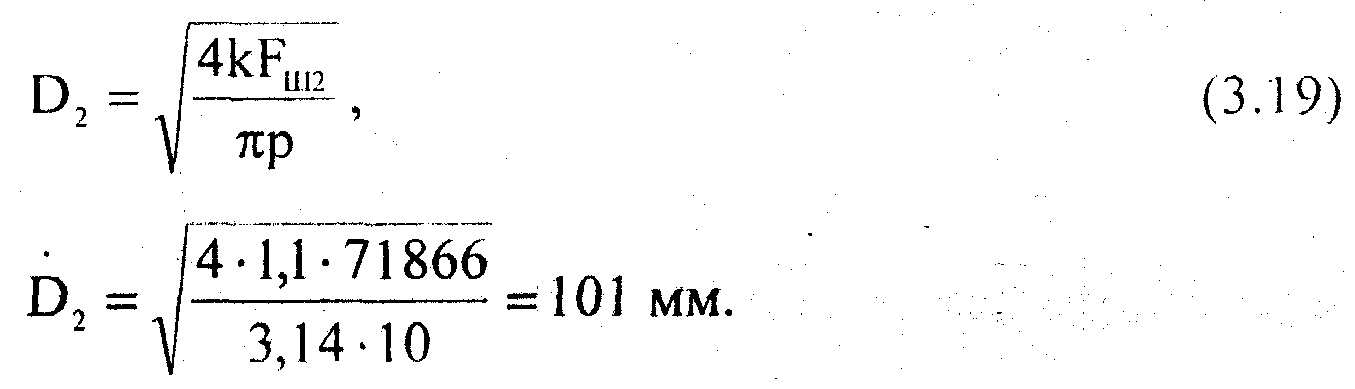 D₂ = √(4kFш2 / πp), (3.19)
D₂ = √(4 · 1,1 · 71866 / 3,14 · 10) = 101 мм.